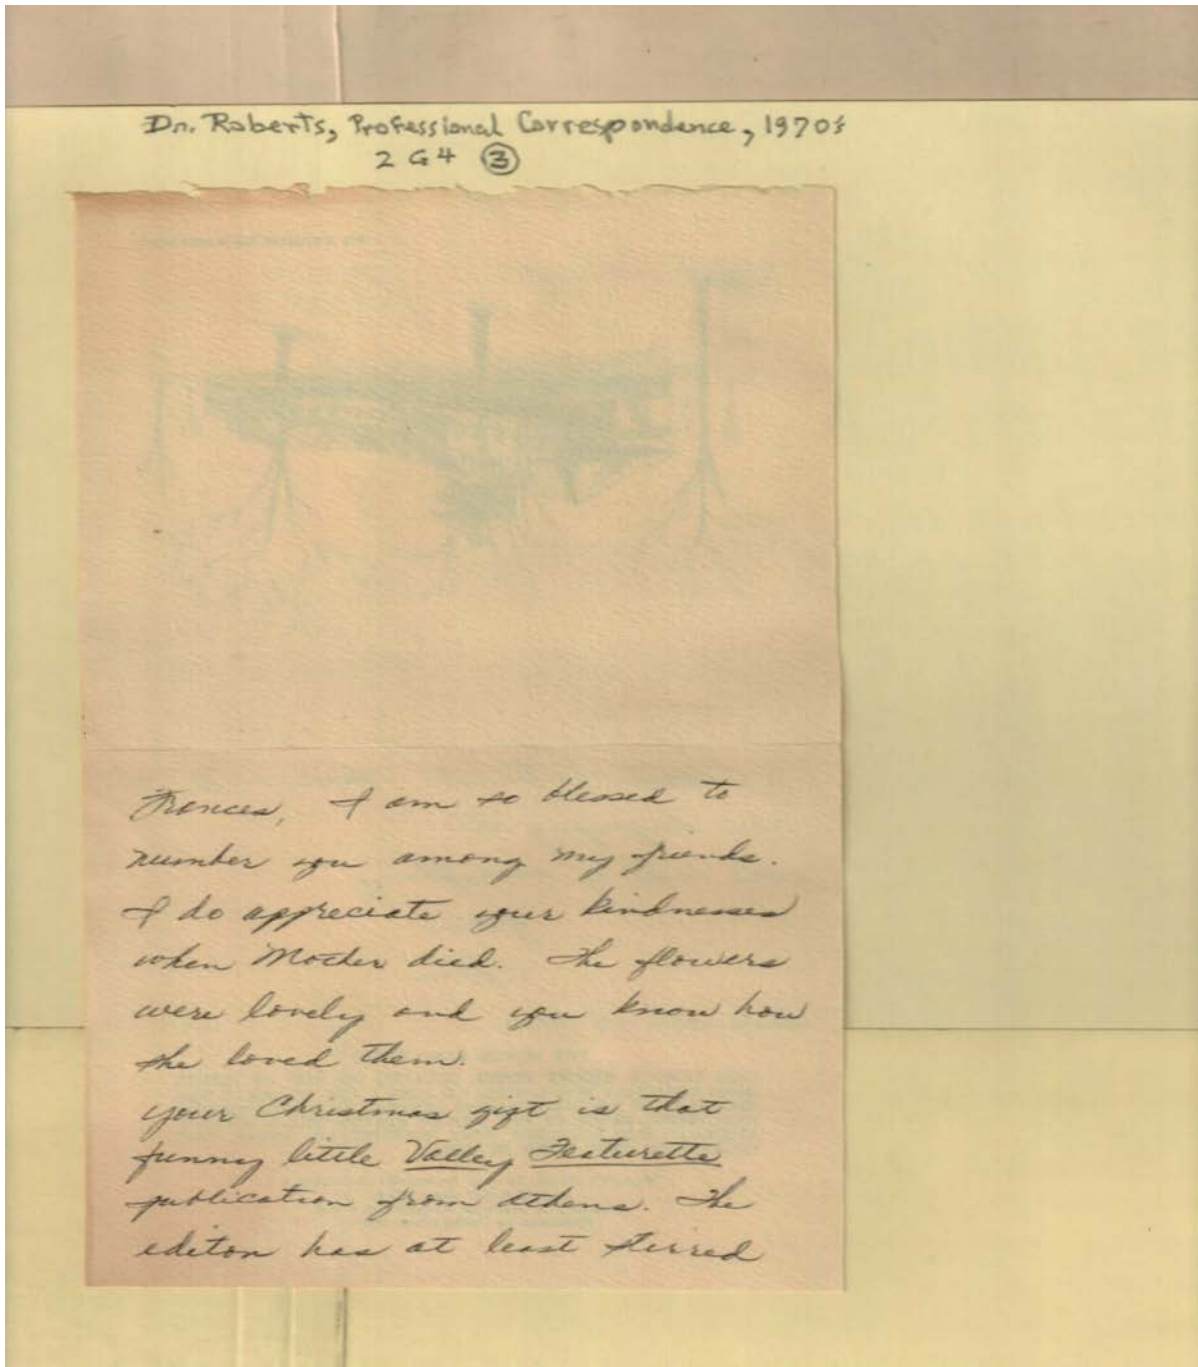 Dr. Roberts, Professional Correspondence, 1970's
2 G4 ③
Frances, I am so blessed to
number you among my friends.
I do appreciate your kindnesses
when Mother died. The flowers
were lovely and you know how
she loved them.
Your Christmas gift is that
funny little Valley Featurette
publication from Athens. The
editor has at least stirred